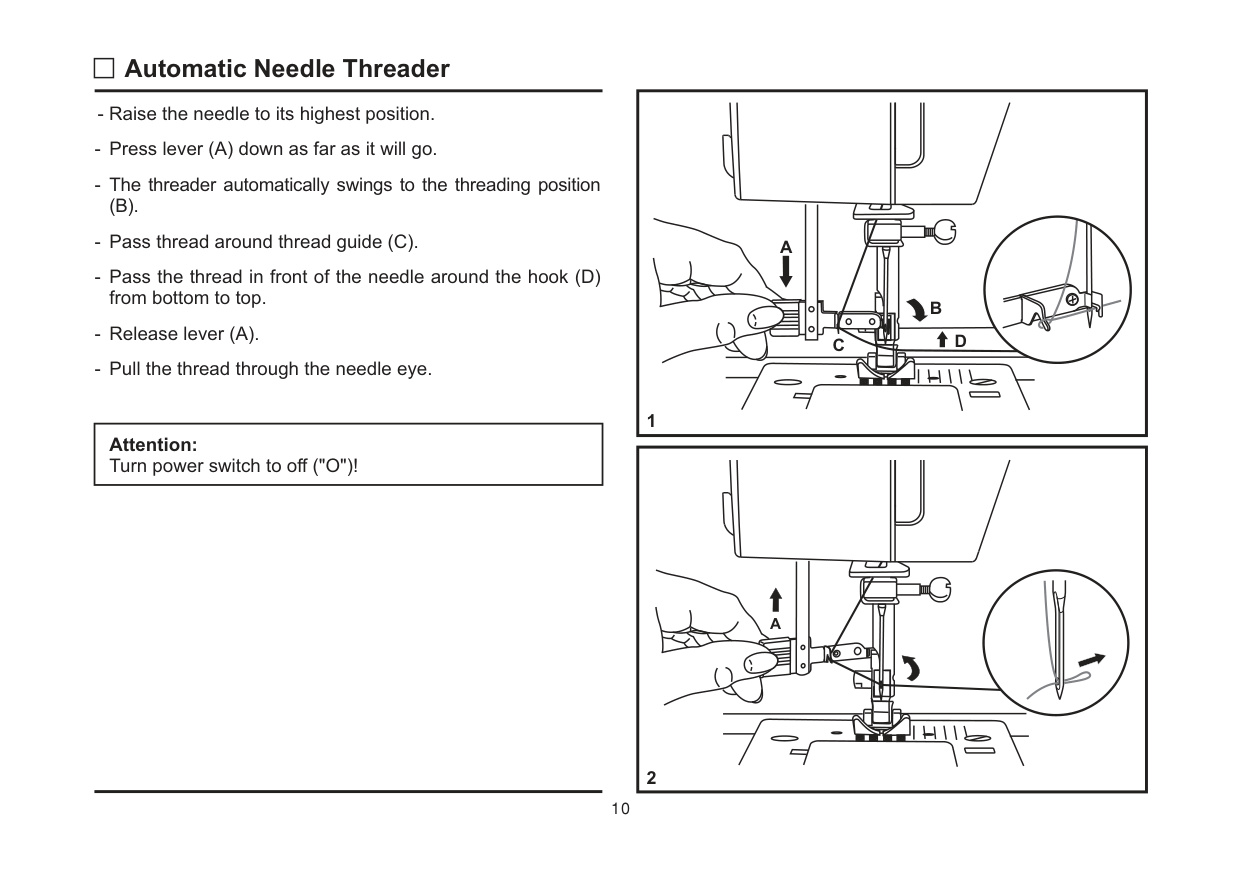 Automatic Needle Threader
- Raise the needle to its highest position.
- Press lever (A) down as far as it will go.
- The threader automatically swings to the threading position
(B).
- Pass thread around thread guide (C).
- Pass the thread in front of the needle around the hook (D)
from bottom to top.
- Release lever (A).
- Pull the thread through the needle eye.
Attention:
Turn power switch to off ("O")!
A
B
C
D
1
A
2
10